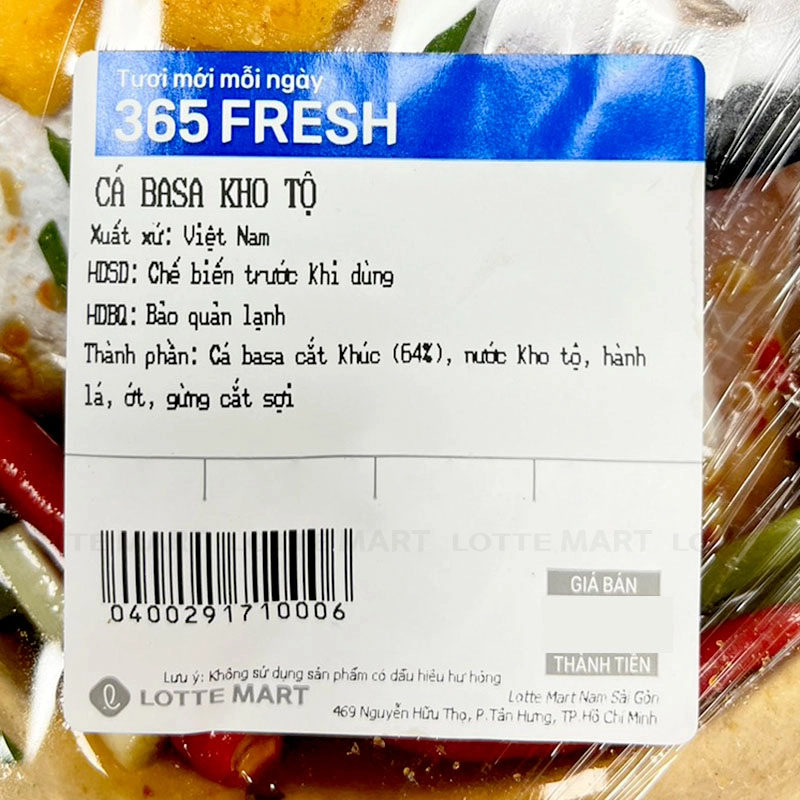 Tươi mới mỗi ngày
365 FRESH
CÁ BASA KHO TỘ
Xuất xứ: Việt Nam
HDSD: Chế biến trước khi dùng
HDBQ: Bảo quản lạnh
Thành phần: Cá basa cắt khúc (64%), nước kho tộ, hành
lá, ớt, gừng cắt sợi
LOTTE MART LOTTE MART LOTTE MART
0400291710006
GIÁ BÁN
THÀNH TIỀN
Lưu ý: Không sử dụng sản phẩm có dấu hiệu hư hỏng
LOTTE MART
Lotte Mart Nam Sài Gòn
469 Nguyễn Hữu Thọ, P.Tân Hưng, TP.Hồ Chí Minh